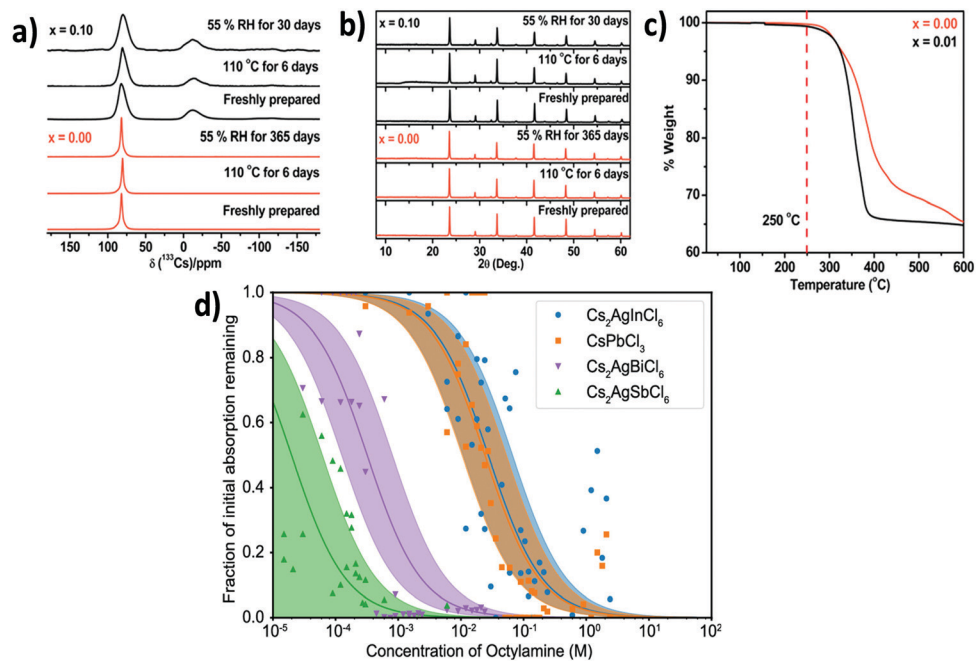 a)
x = 0.10
55 % RH for 30 days
110 °C for 6 days
Freshly prepared
x = 0.00
55 % RH for 365 days
110 °C for 6 days
Freshly prepared
150 100 50 0 -50 -100 -150
δ (¹³³Cs)/ppm
b)
x = 0.10
55 % RH for 30 days
110 °C for 6 days
Freshly prepared
x = 0.00
55 % RH for 365 days
110 °C for 6 days
Freshly prepared
10 20 30 40 50 60
2θ (Deg.)
c)
x = 0.00
x = 0.01
% Weight
100
90
80
70
60
250 °C
150 300 450 600
Temperature (°C)
d)
Fraction of initial absorption remaining
1.0
0.8
0.6
0.4
0.2
0.0
Cs₂AgInCl₆
CsPbCl₃
Cs₂AgBiCl₆
Cs₂AgSbCl₆
10⁻⁵ 10⁻⁴ 10⁻³ 10⁻² 10⁻¹ 10⁰ 10¹ 10²
Concentration of Octylamine (M)